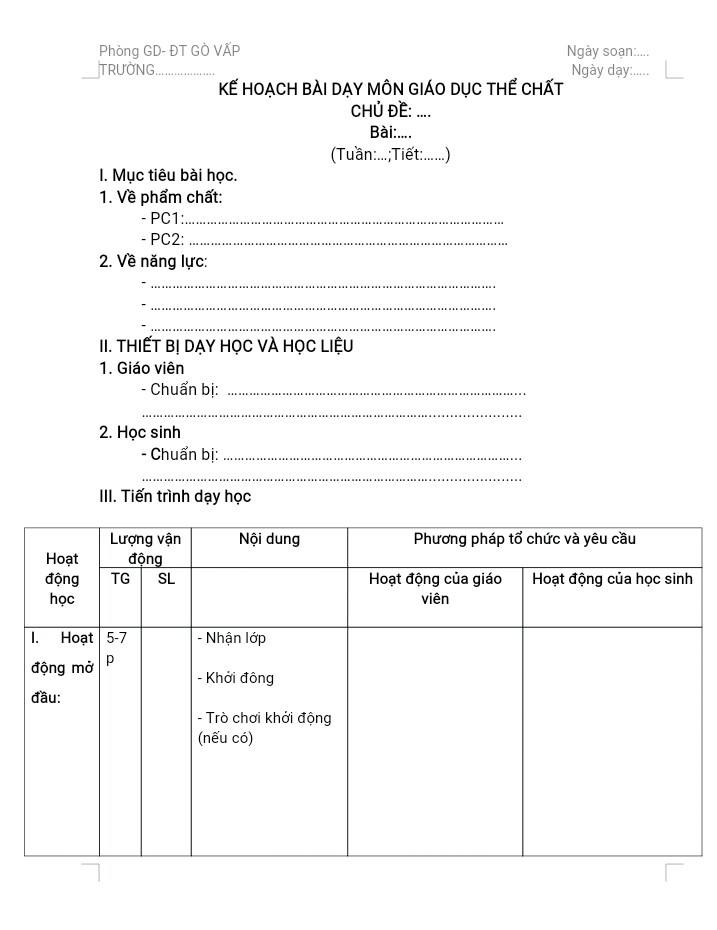 Phòng GD- ĐT GÒ VẤP
Ngày soạn:....
TRƯỜNG...................
Ngày dạy:.....
KẾ HOẠCH BÀI DẠY MÔN GIÁO DỤC THỂ CHẤT
CHỦ ĐỀ: ....
Bài:....
(Tuần:...;Tiết:......)
I. Mục tiêu bài học.
1. Về phẩm chất:
- PC1:.......................................................................................
- PC2: .......................................................................................
2. Về năng lực:
- ..............................................................................................
- ..............................................................................................
- ..............................................................................................
II. THIẾT BỊ DẠY HỌC VÀ HỌC LIỆU
1. Giáo viên
- Chuẩn bị: .................................................................................
....................................................................................................
2. Học sinh
- Chuẩn bị: .................................................................................
....................................................................................................
III. Tiến trình dạy học
Hoạt
động
học
Lượng vận
động
Nội dung
Phương pháp tổ chức và yêu cầu
TG
SL
Hoạt động của giáo
viên
Hoạt động của học sinh
I. Hoạt
động mở
đầu:
5-7
p
- Nhận lớp
- Khởi đông
- Trò chơi khởi động
(nếu có)